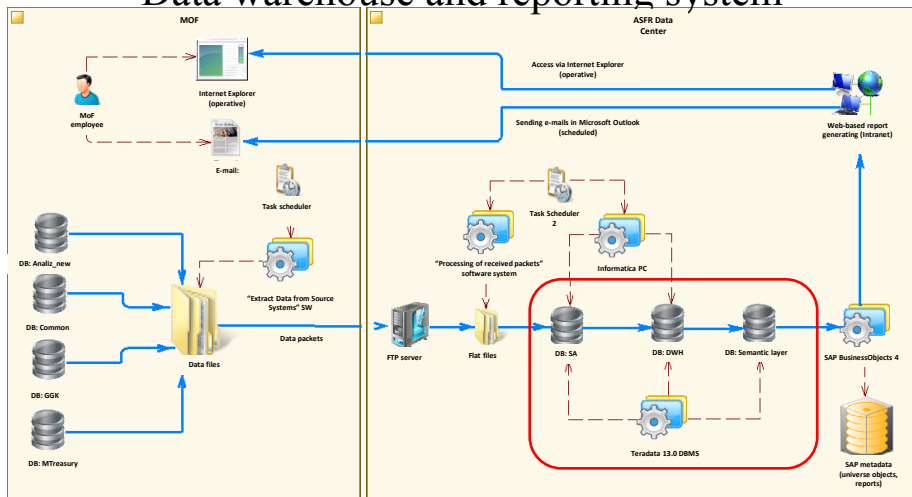 Data warehouse and reporting system
MOF
ASFR Data
Center
Internet Explorer
(operative)
Access via Internet Explorer
(operative)
MoF
employee
Sending e-mails in Microsoft Outlook
(scheduled)
Web-based report
generating (Intranet)
E-mail:
Task scheduler
Task Scheduler
2
"Processing of received packets"
software system
Informatica PC
DB: Analiz_new
"Extract Data from Source
Systems" SW
DB: Common
Data packets
Data files
FTP server
Flat files
DB: SA
DB: DWH
DB: Semantic layer
SAP BusinessObjects 4
DB: GGK
Teradata 13.0 DBMS
DB: MTreasury
SAP metadata
(universe objects,
reports)